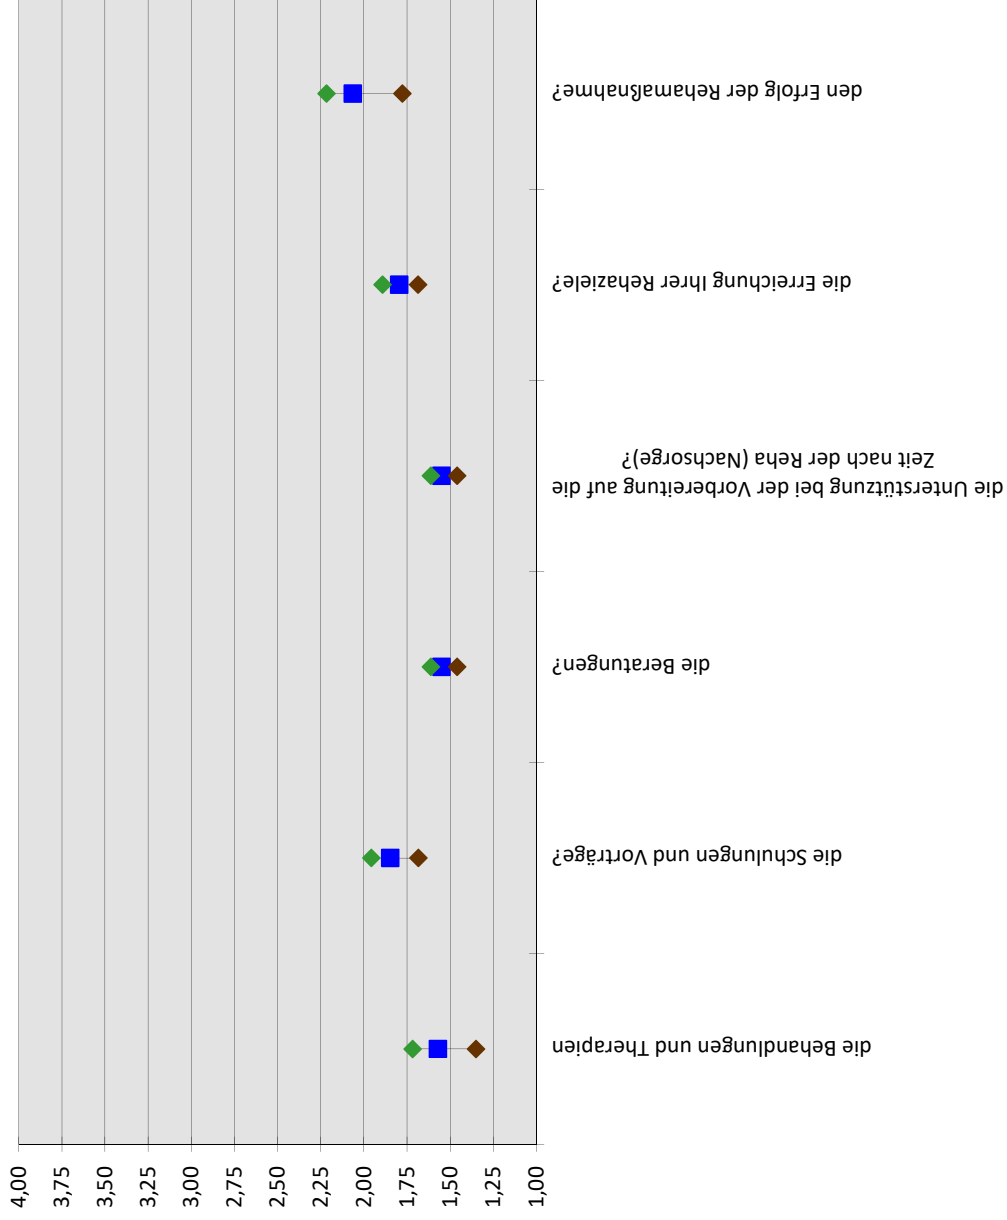 den Erfolg der Rehamaßnahme?
die Erreichung Ihrer Rehaziele?
die Unterstützung bei der Vorbereitung auf die
Zeit nach der Reha (Nachsorge)?
die Beratungen?
die Schulungen und Vorträge?
die Behandlungen und Therapien
4,00
3,75
3,50
3,25
3,00
2,75
2,50
2,25
2,00
1,75
1,50
1,25
1,00